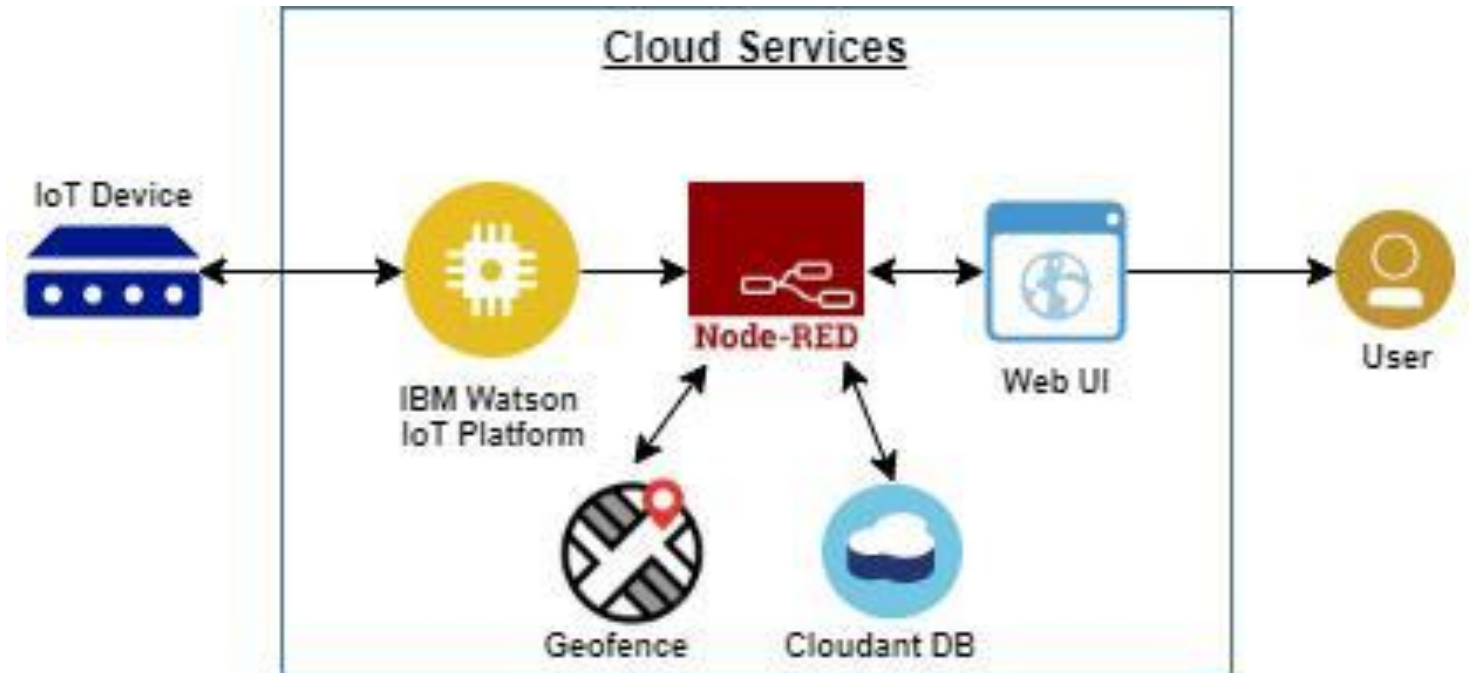 Cloud Services
IoT Device
Node-RED
IBM Watson
IoT Platform
Web UI
User
Geofence
Cloudant DB